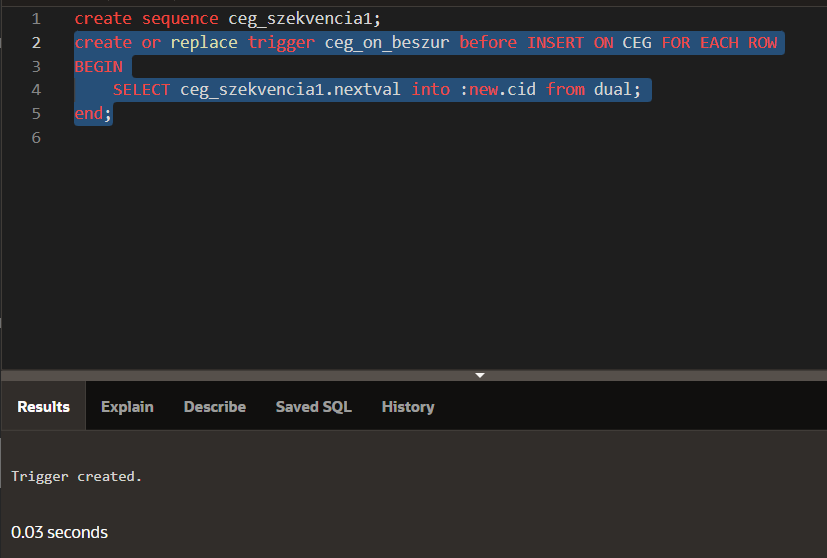 1 create sequence ceg_szekvencia1;
2 create or replace trigger ceg_on_beszur before INSERT ON CEG FOR EACH ROW
3 BEGIN
4 SELECT ceg_szekvencia1.nextval into :new.cid from dual;
5 end;
6
Results Explain Describe Saved SQL History
Trigger created.
0.03 seconds